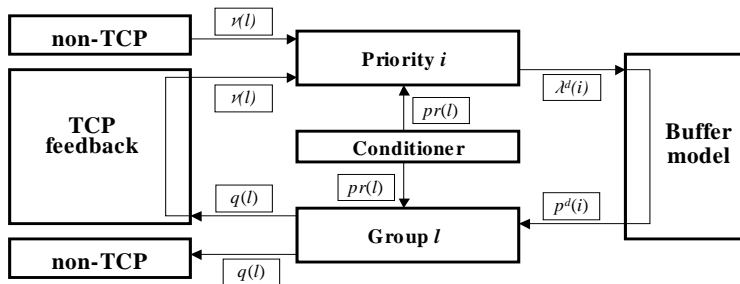 non-TCP
ν(l)
Priority i
ν(l)
λᵈ(i)
TCP
feedback
pr(l)
Conditioner
Buffer
model
pr(l)
q(l)
pᵈ(i)
Group l
non-TCP
q(l)